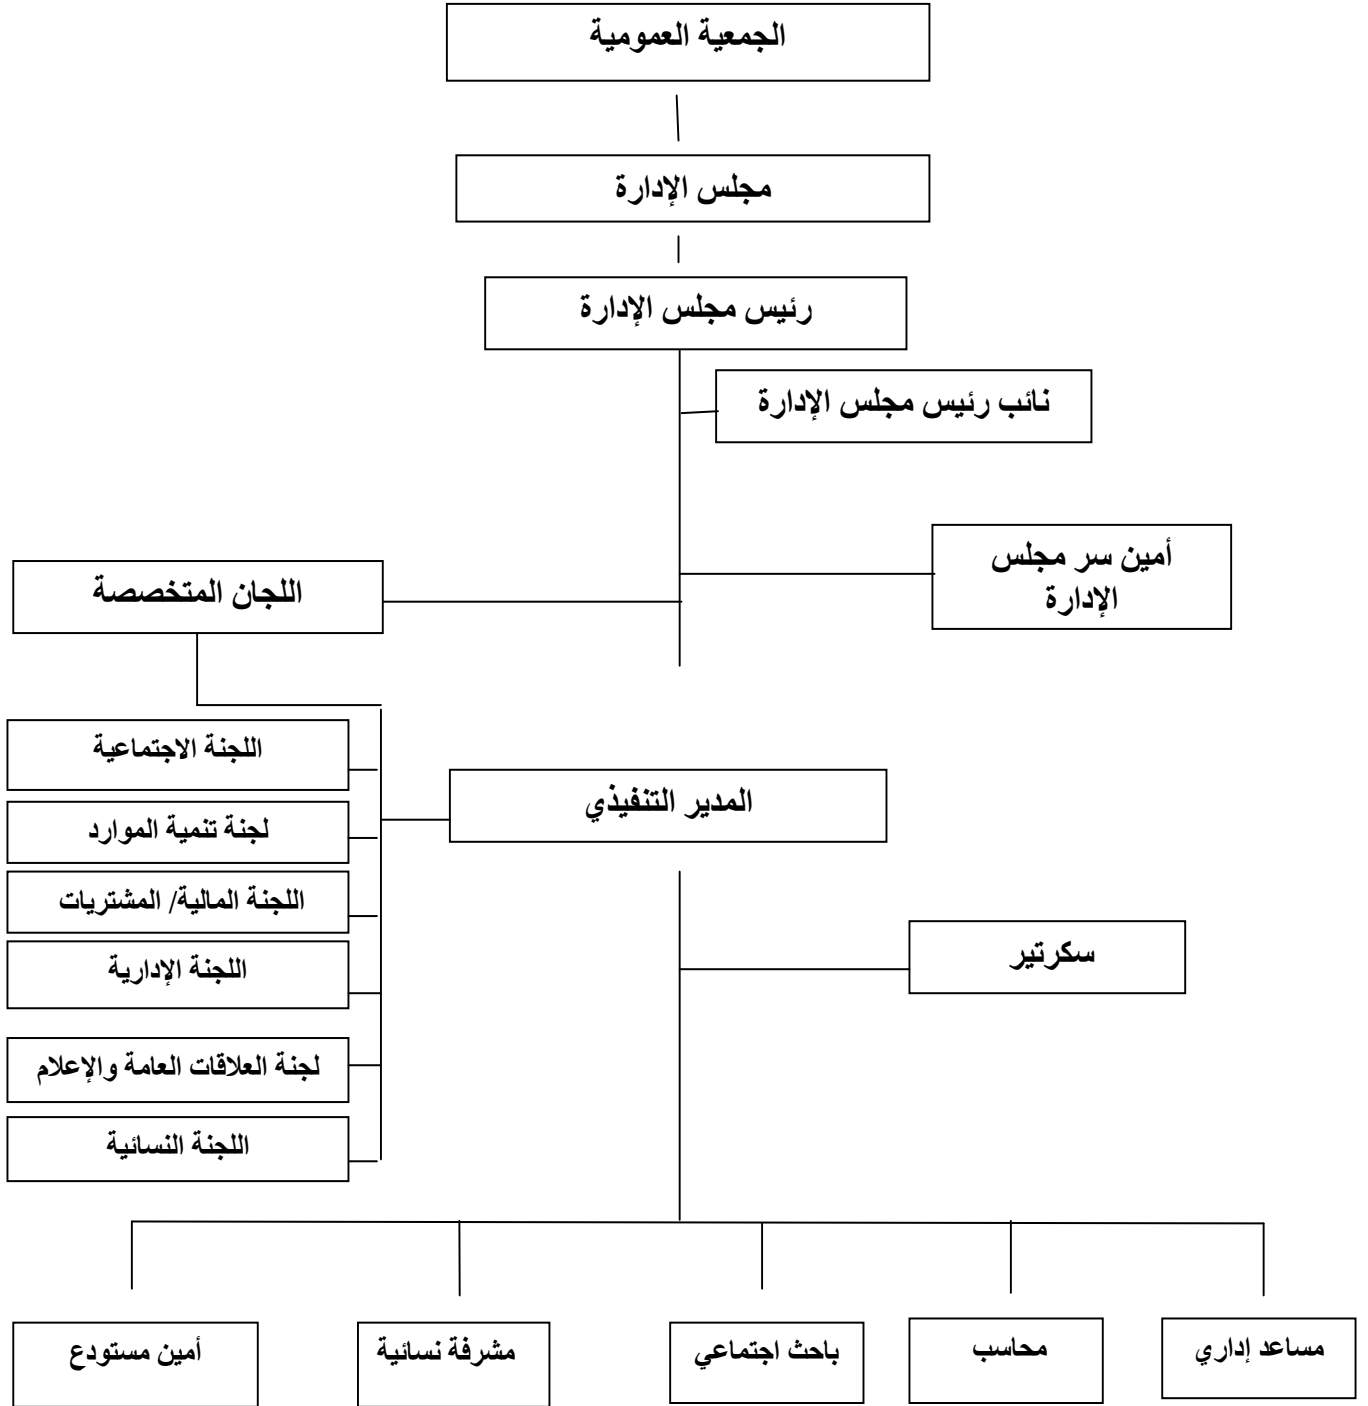 الجمعية العمومية
مجلس الإدارة
رئيس مجلس الإدارة
نائب رئيس مجلس الإدارة
أمين سر مجلس
الإدارة
اللجان المتخصصة
اللجنة الاجتماعية
المدير التنفيذي
لجنة تنمية الموارد
اللجنة المالية/ المشتريات
سكرتير
اللجنة الإدارية
لجنة العلاقات العامة والإعلام
اللجنة النسائية
مساعد إداري
محاسب
باحث اجتماعي
مشرفة نسائية
أمين مستودع